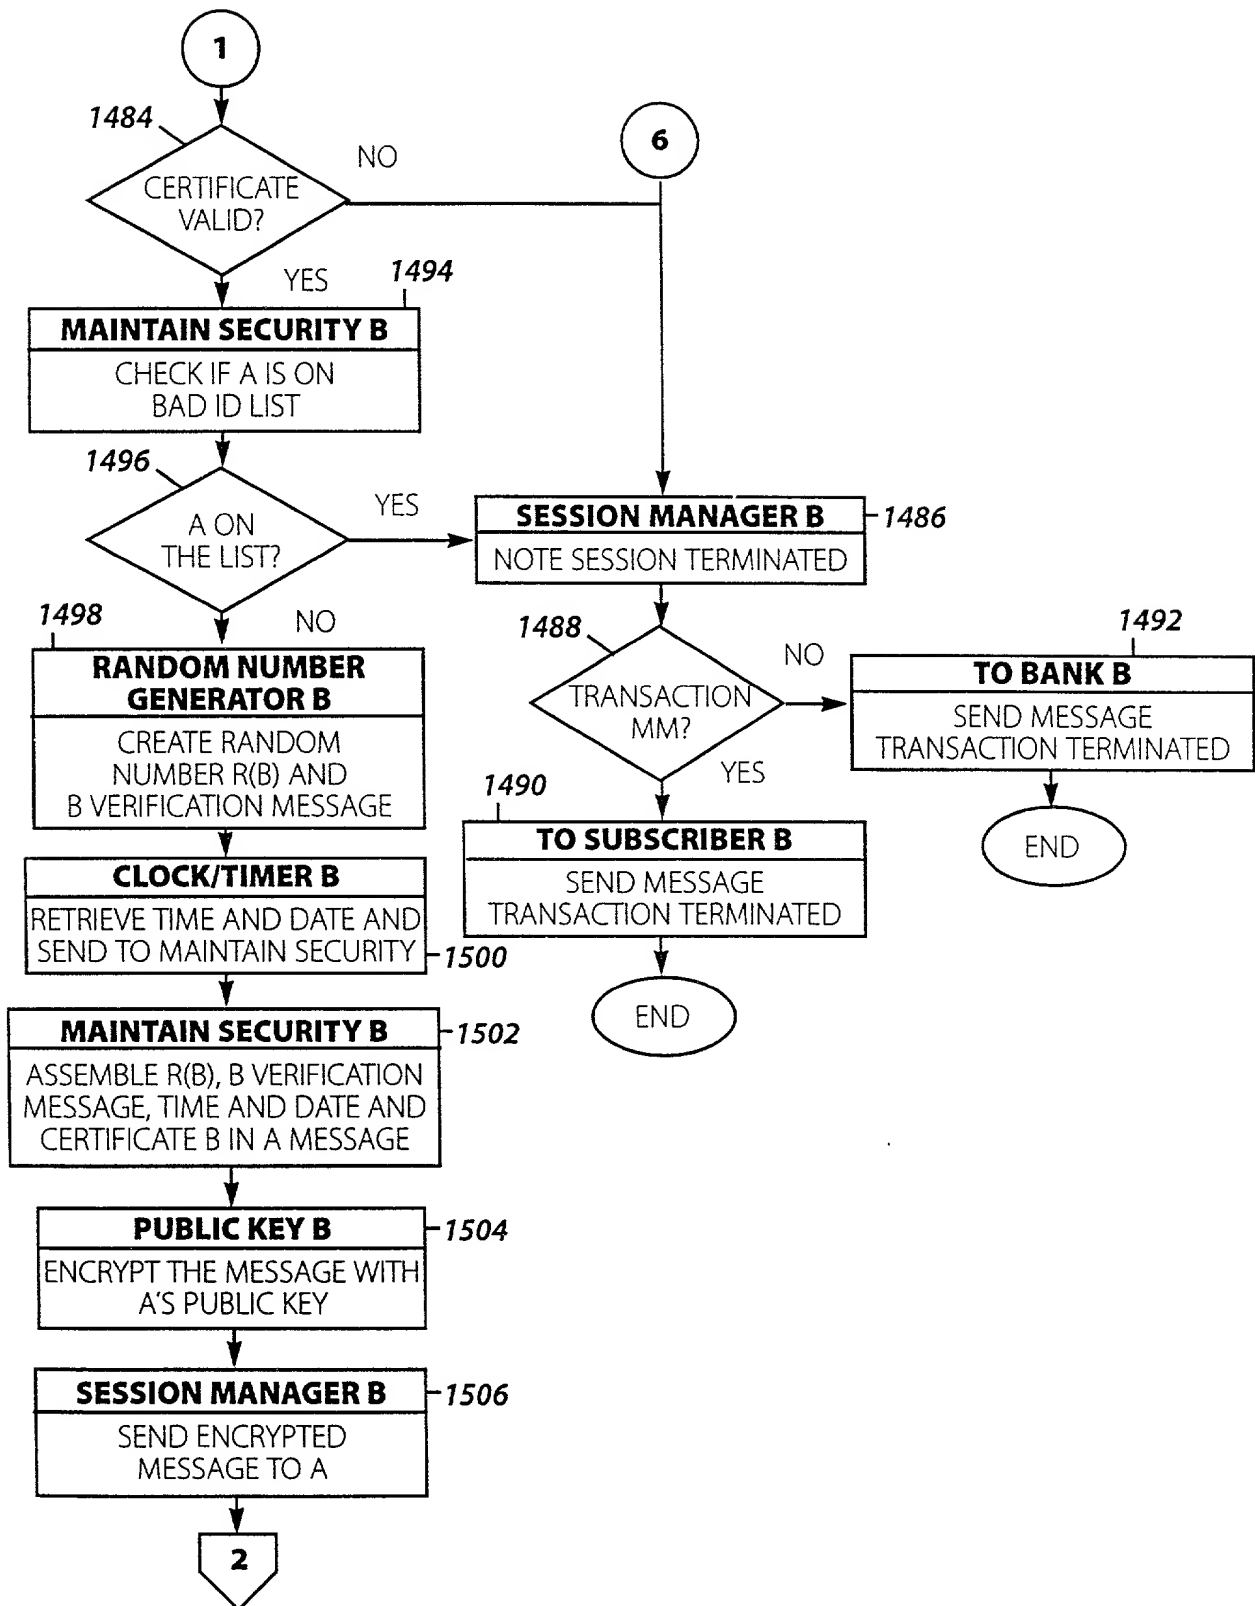 1
1484
CERTIFICATE
VALID?
NO
6
YES
1494
MAINTAIN SECURITY B
CHECK IF A IS ON
BAD ID LIST
1496
A ON
THE LIST?
YES
SESSION MANAGER B
1486
NOTE SESSION TERMINATED
1498
NO
RANDOM NUMBER
GENERATOR B
CREATE RANDOM
NUMBER R(B) AND
B VERIFICATION MESSAGE
1488
TRANSACTION
MM?
NO
1492
TO BANK B
SEND MESSAGE
TRANSACTION TERMINATED
END
YES
1490
TO SUBSCRIBER B
SEND MESSAGE
TRANSACTION TERMINATED
END
CLOCK/TIMER B
RETRIEVE TIME AND DATE AND
SEND TO MAINTAIN SECURITY
1500
MAINTAIN SECURITY B
1502
ASSEMBLE R(B), B VERIFICATION
MESSAGE, TIME AND DATE AND
CERTIFICATE B IN A MESSAGE
PUBLIC KEY B
1504
ENCRYPT THE MESSAGE WITH
A'S PUBLIC KEY
SESSION MANAGER B
1506
SEND ENCRYPTED
MESSAGE TO A
2